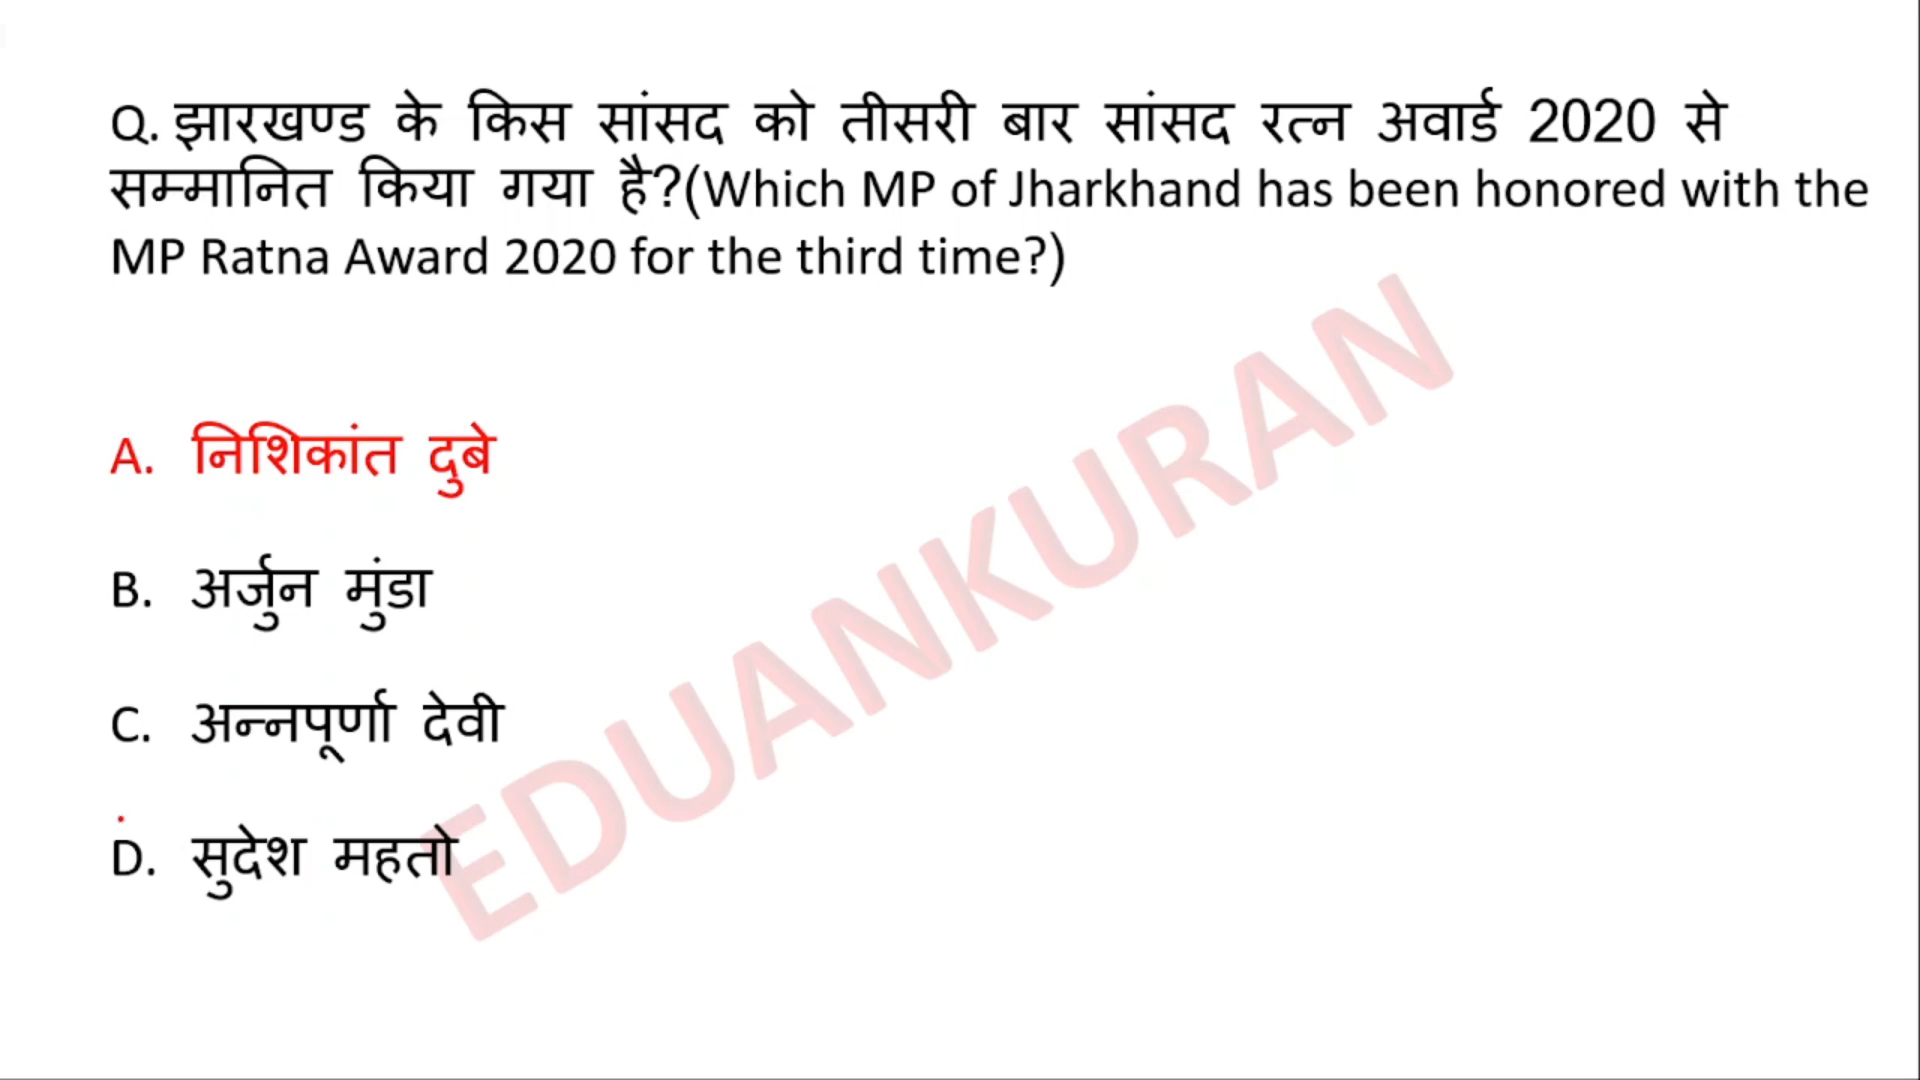 Q. झारखण्ड के किस सांसद को तीसरी बार सांसद रत्न अवार्ड 2020 से
सम्मानित किया गया है?(Which MP of Jharkhand has been honored with the
MP Ratna Award 2020 for the third time?)
A. निशिकांत दुबे
B. अर्जुन मुंडा
C. अन्नपूर्णा देवी
D. सुदेश महतो
EDUANKURAN